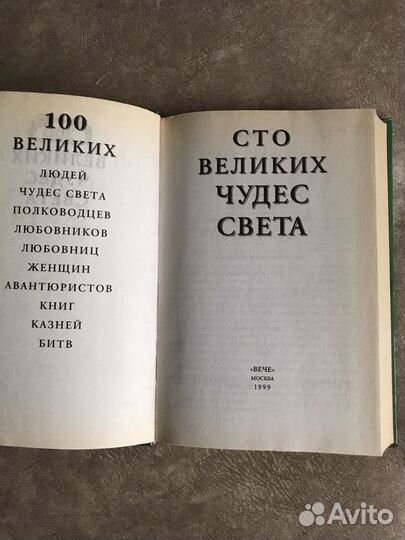 100
ВЕЛИКИХ
ЛЮДЕЙ
ЧУДЕС СВЕТА
ПОЛКОВОДЦЕВ
ЛЮБОВНИКОВ
ЛЮБОВНИЦ
ЖЕНЩИН
АВАНТЮРИСТОВ
КНИГ
КАЗНЕЙ
БИТВ
СТО
ВЕЛИКИХ
ЧУДЕС
СВЕТА
«ВЕЧЕ»
МОСКВА
1999
Avito